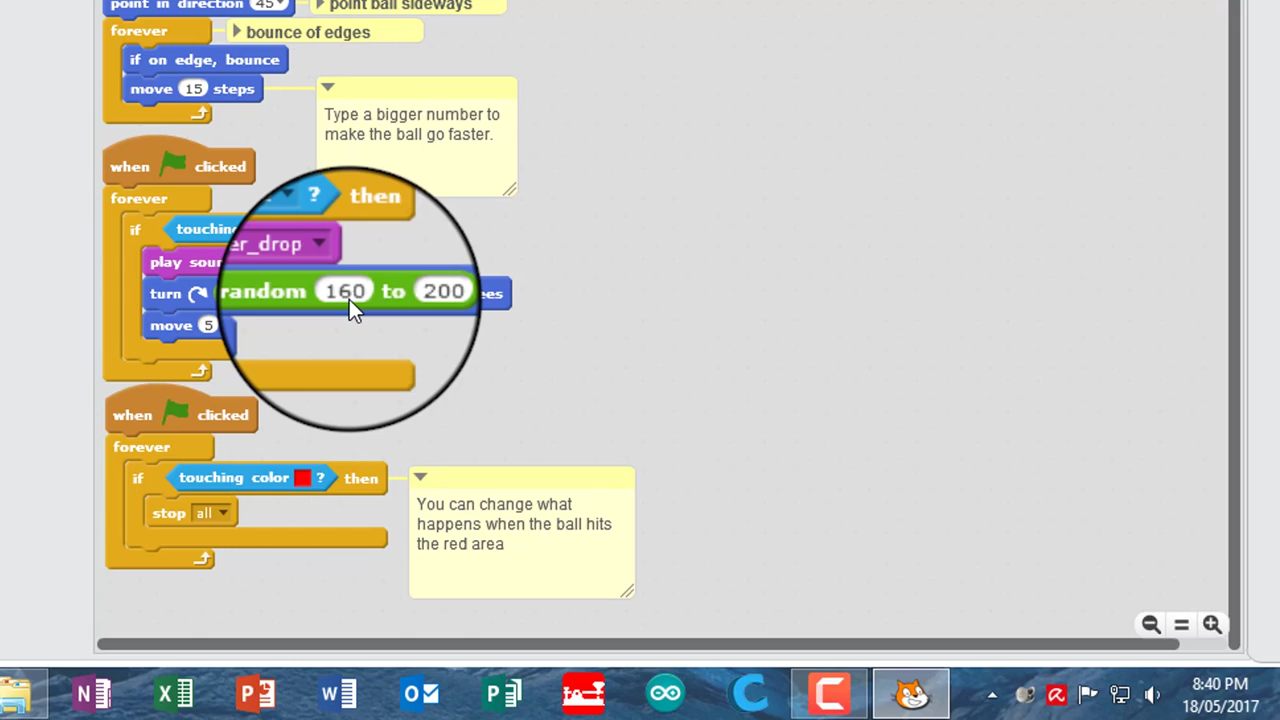 point in direction 45
point ball sideways
forever
bounce of edges
if on edge, bounce
move 15 steps
Type a bigger number to
make the ball go faster.
when clicked
forever
? then
if touching
er_drop
play sour
turn random 160 to 200 ees
move 5
when clicked
forever
if touching color ? then
stop all
You can change what
happens when the ball hits
the red area
8:40 PM
18/05/2017